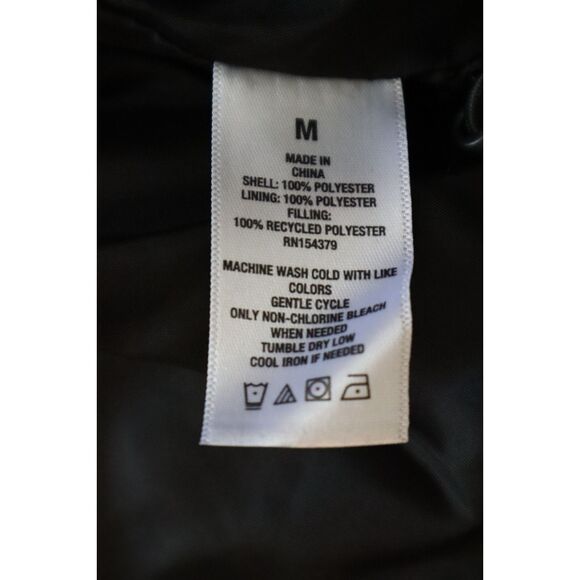 M
MADE IN
CHINA
SHELL: 100% POLYESTER
LINING: 100% POLYESTER
FILLING:
100% RECYCLED POLYESTER
RN154379
MACHINE WASH COLD WITH LIKE
COLORS
GENTLE CYCLE
ONLY NON-CHLORINE BLEACH
WHEN NEEDED
TUMBLE DRY LOW
COOL IRON IF NEEDED